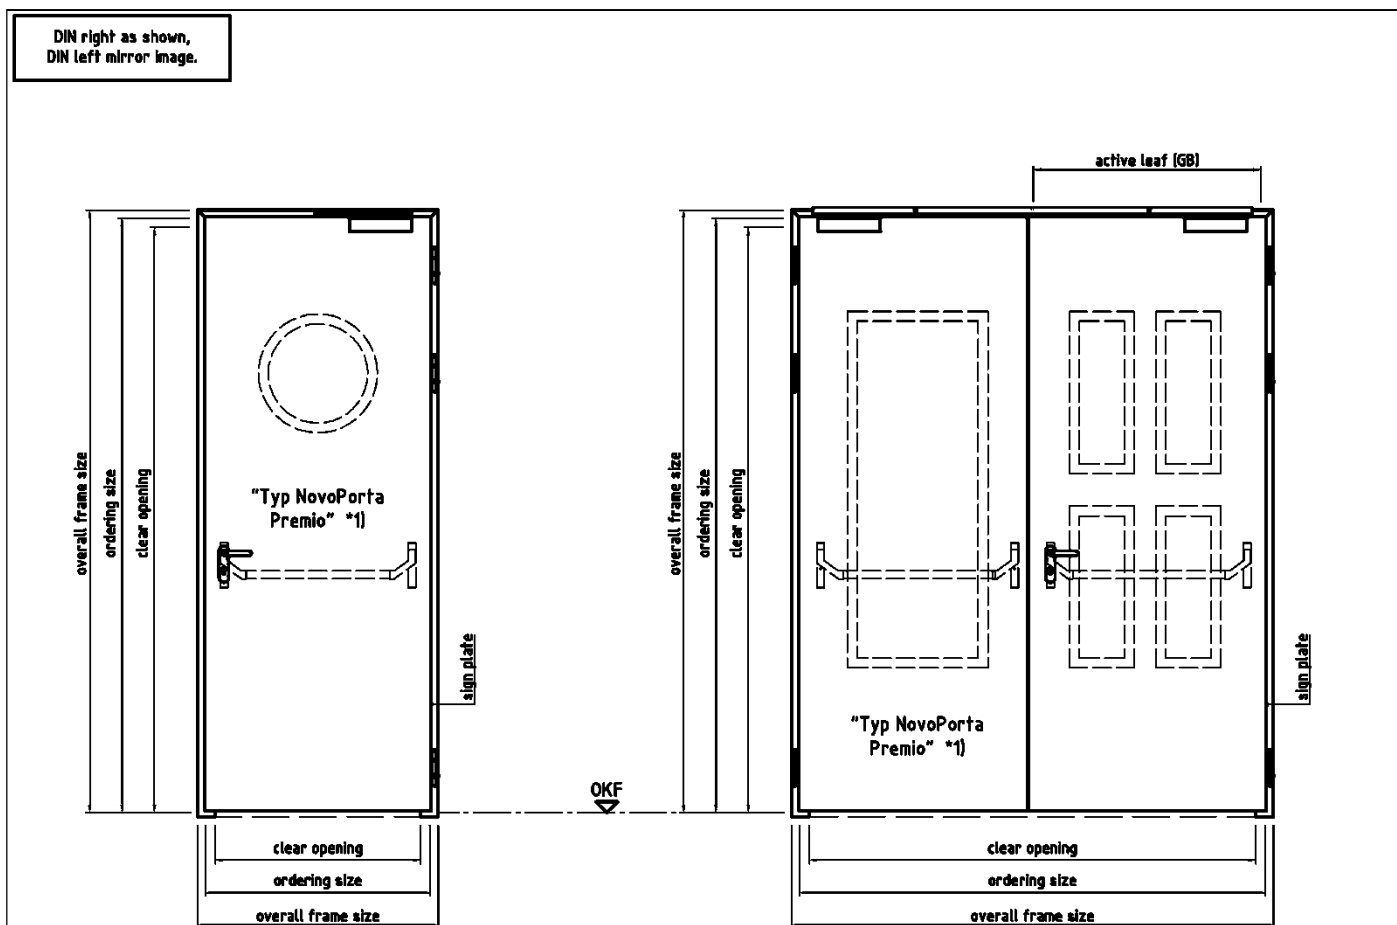 DIN right as shown,
DIN left mirror image.
active leaf (GB)
overall frame size
ordering size
clear opening
"Typ NovoPorta
Premio" *1)
sign plate
OKF
clear opening
ordering size
overall frame size
overall frame size
ordering size
clear opening
"Typ NovoPorta
Premio" *1)
sign plate
clear opening
ordering size
overall frame size